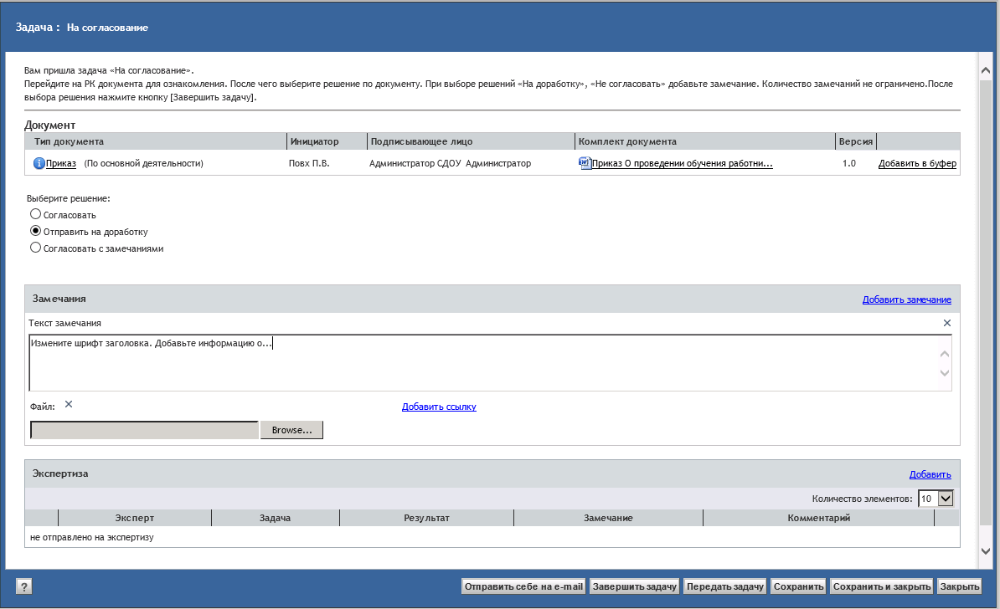 Задача : На согласование
Вам пришла задача «На согласование».
Перейдите на РК документа для ознакомления. После чего выберите решение по документу. При выборе решений «На доработку», «Не согласовать» добавьте замечание. Количество замечаний не ограничено.После
выбора решения нажмите кнопку [Завершить задачу].
Документ
Тип документа Инициатор Подписывающее лицо Комплект документа Версия
Приказ (По основной деятельности) Повх П.В. Администратор СДОУ Администратор Приказ О проведении обучения работни... 1.0 Добавить в буфер
Выберите решение:
Согласовать
Отправить на доработку
Согласовать с замечаниями
Замечания Добавить замечание
Текст замечания
Измените шрифт заголовка. Добавьте информацию о...
Файл: Добавить ссылку
Browse...
Экспертиза Добавить
Количество элементов: 10
Эксперт Задача Результат Замечание Комментарий
не отправлено на экспертизу
? Отправить себе на e-mail Завершить задачу Передать задачу Сохранить Сохранить и закрыть Закрыть